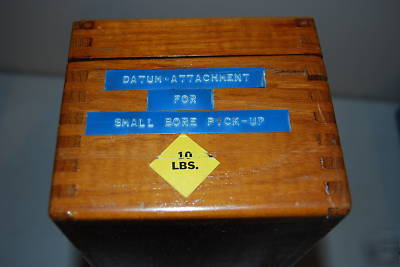 DATUM-ATTACHMENT
FOR
SMALL BORE PICK-UP
10
LBS.